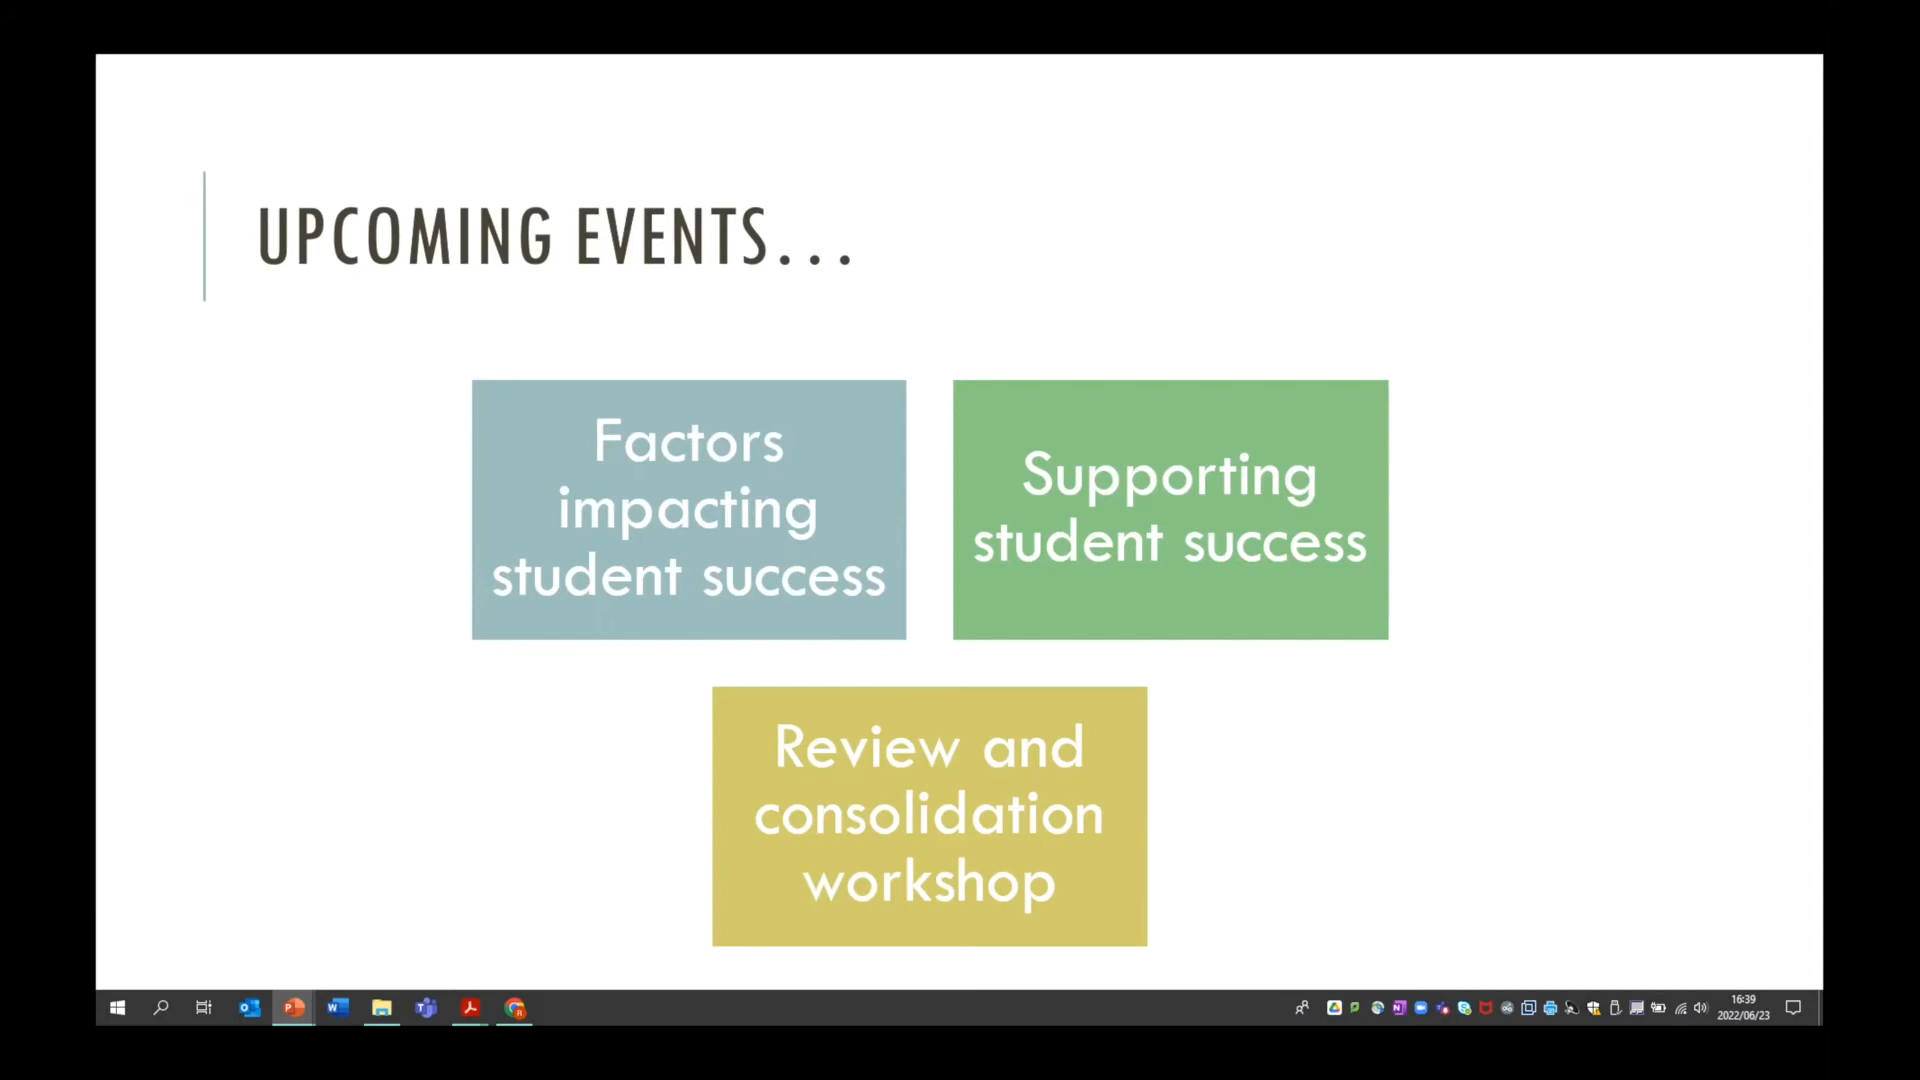 UPCOMING EVENTS...
Factors
impacting
student success
Supporting
student success
Review and
consolidation
workshop
16:39
2022/06/23